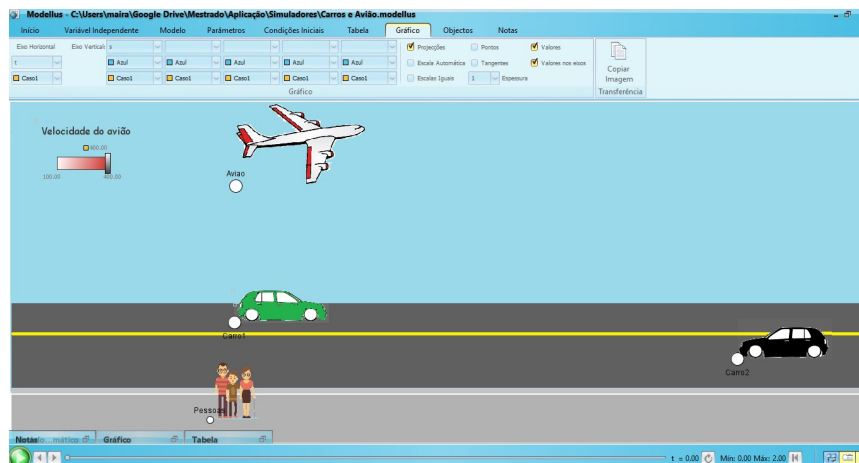 Modellus - C:\Users\maira\Google Drive\Mestrado\Aplicação\Simuladores\Carros e Avião.modellus
Início Variável Independente Modelo Parâmetros Condições Iniciais Tabela Gráfico Objectos Notas
Eixo Horizontal Eixo Vertical: s Projecções Pontos Valores
t Azul Azul Azul Azul Azul Escala Automática Tangentes Valores nos eixos
Caso1 Caso1 Caso1 Caso1 Caso1 Caso1 Escalas Iguais 1 Espessura
Copiar
Imagem
Gráfico Transferência
Velocidade do avião
400.00
100.00 400.00
Aviao
Carro1
Carro2
Pessoas
Notas mático Gráfico Tabela
t = 0.00 Mín: 0.00 Máx: 2.00